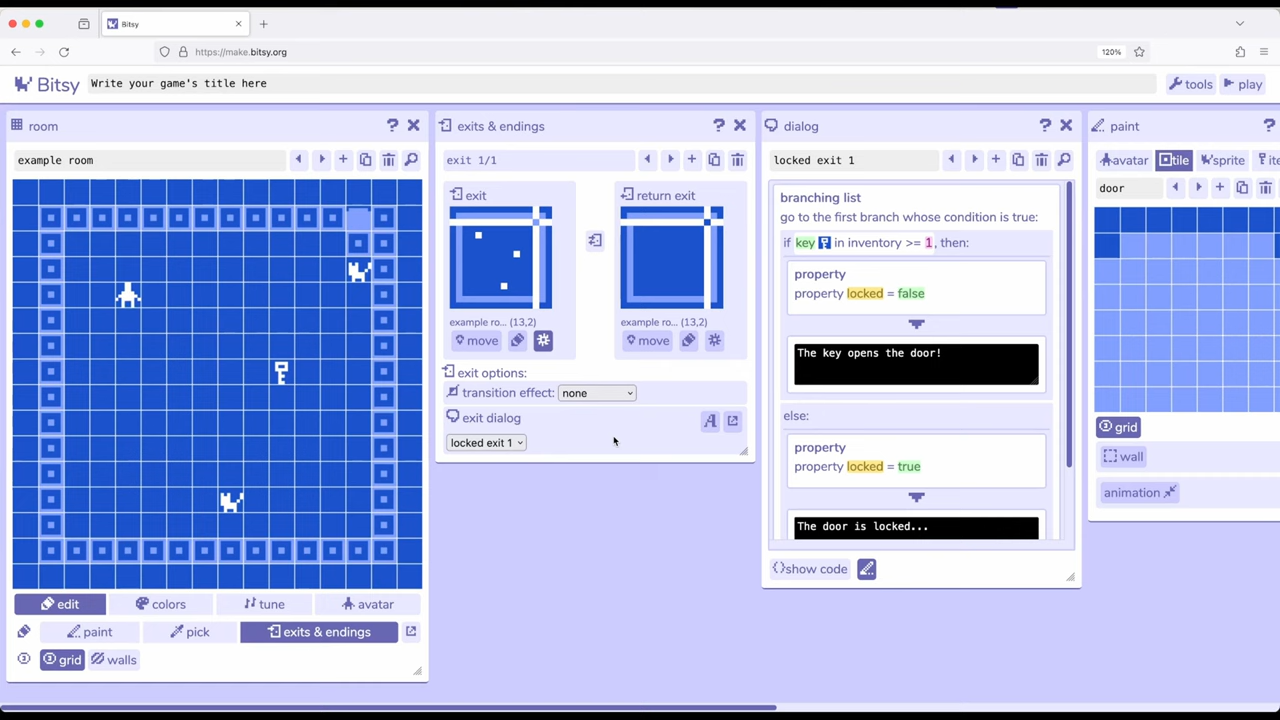 Bitsy
https://make.bitsy.org
120%
Bitsy
Write your game's title here
tools
play
room
example room
edit
colors
tune
avatar
paint
pick
exits & endings
grid
walls
exits & endings
exit 1/1
exit
return exit
example ro... (13,2)
example ro... (13,2)
move
move
exit options:
transition effect: none
exit dialog
locked exit 1
dialog
locked exit 1
branching list
go to the first branch whose condition is true:
if key in inventory >= 1, then:
property
property locked = false
The key opens the door!
else:
property
property locked = true
The door is locked...
show code
paint
avatar
tile
sprite
ite
door
grid
wall
animation